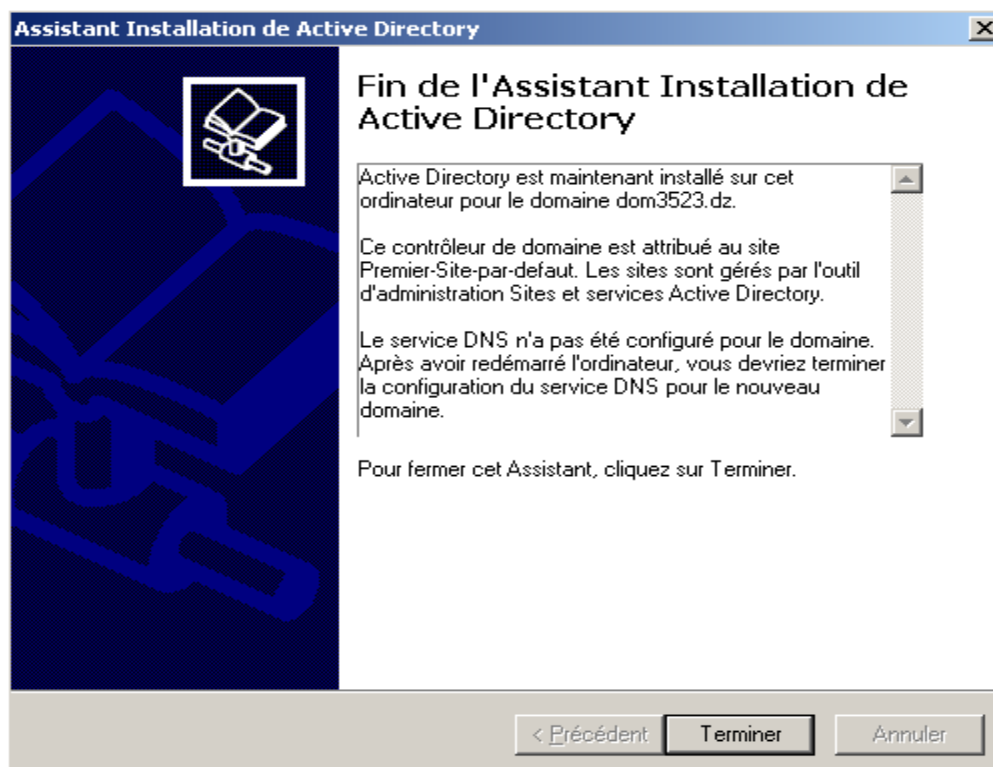 Assistant Installation de Active Directory
Fin de l'Assistant Installation de
Active Directory
Active Directory est maintenant installé sur cet
ordinateur pour le domaine dom3523.dz.
Ce contrôleur de domaine est attribué au site
Premier-Site-par-defaut. Les sites sont gérés par l'outil
d'administration Sites et services Active Directory.
Le service DNS n'a pas été configuré pour le domaine.
Après avoir redémarré l'ordinateur, vous devriez terminer
la configuration du service DNS pour le nouveau
domaine.
Pour fermer cet Assistant, cliquez sur Terminer.
< Précédent Terminer Annuler